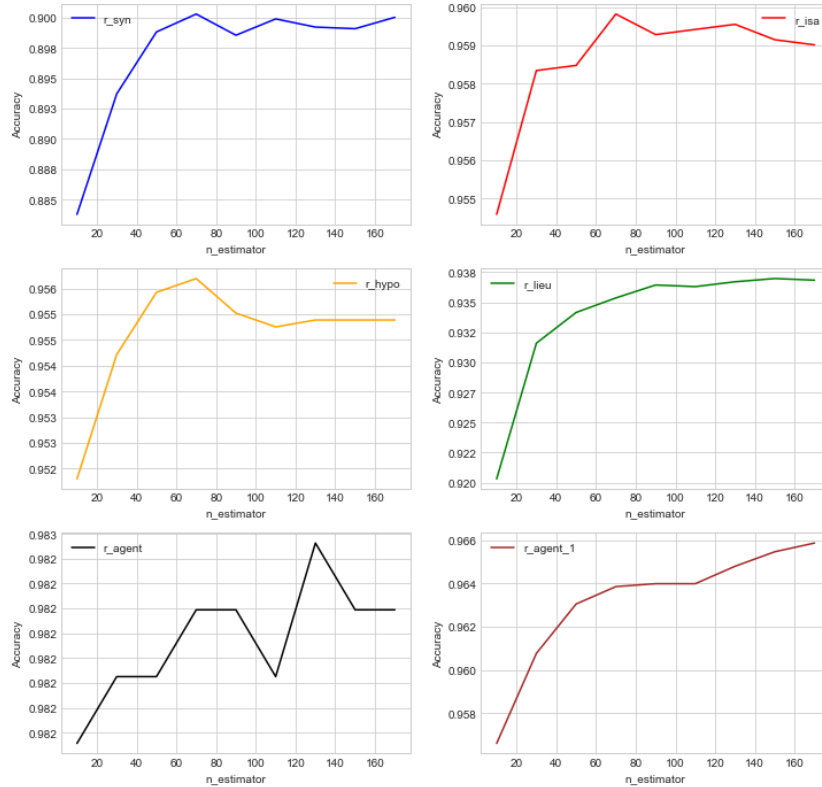 r_syn
0.900
0.898
0.895
0.893
0.890
0.888
0.885
Accuracy
20 40 60 80 100 120 140 160
n_estimator
r_isa
0.960
0.959
0.958
0.957
0.956
0.955
Accuracy
20 40 60 80 100 120 140 160
n_estimator
r_hypo
0.956
0.955
0.955
0.954
0.954
0.953
0.953
0.952
Accuracy
20 40 60 80 100 120 140 160
n_estimator
r_lieu
0.938
0.935
0.932
0.930
0.927
0.925
0.922
0.920
Accuracy
20 40 60 80 100 120 140 160
n_estimator
r_agent
0.983
0.982
0.982
0.982
0.982
0.982
0.982
0.982
0.982
Accuracy
20 40 60 80 100 120 140 160
n_estimator
r_agent_1
0.966
0.964
0.962
0.960
0.958
Accuracy
20 40 60 80 100 120 140 160
n_estimator